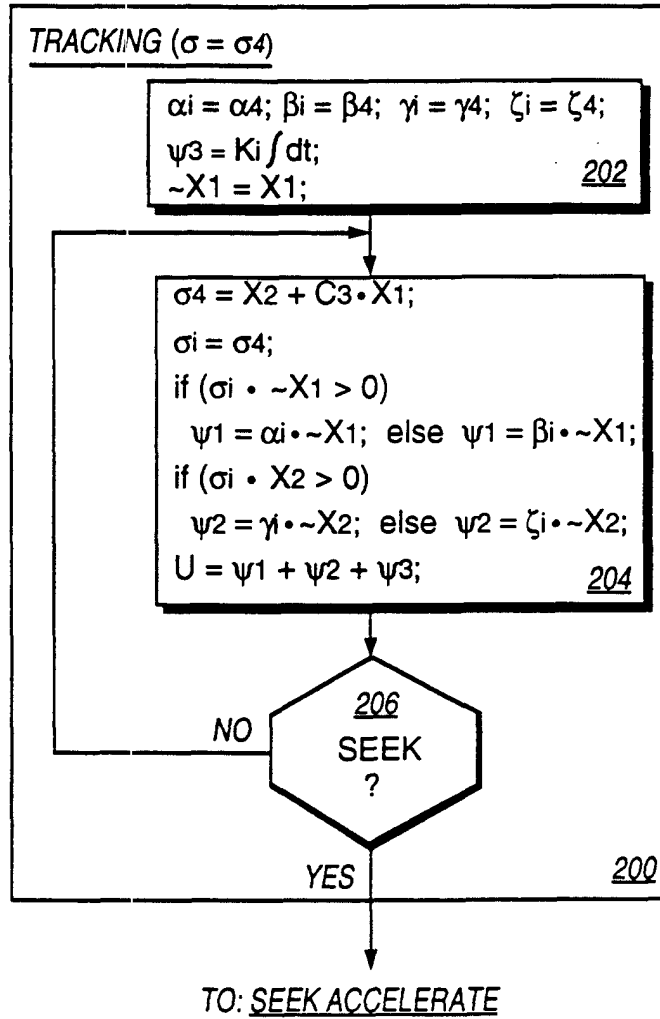 TRACKING (σ = σ4)
αi = α4; βi = β4; γi = γ4; ζi = ζ4;
ψ3 = Ki ∫ dt;
~X1 = X1;
202
σ4 = X2 + C3 • X1;
σi = σ4;
if (σi • ~X1 > 0)
ψ1 = αi • ~X1; else ψ1 = βi • ~X1;
if (σi • X2 > 0)
ψ2 = γi • ~X2; else ψ2 = ζi • ~X2;
U = ψ1 + ψ2 + ψ3;
204
206
NO
SEEK
?
YES
200
TO: SEEK ACCELERATE